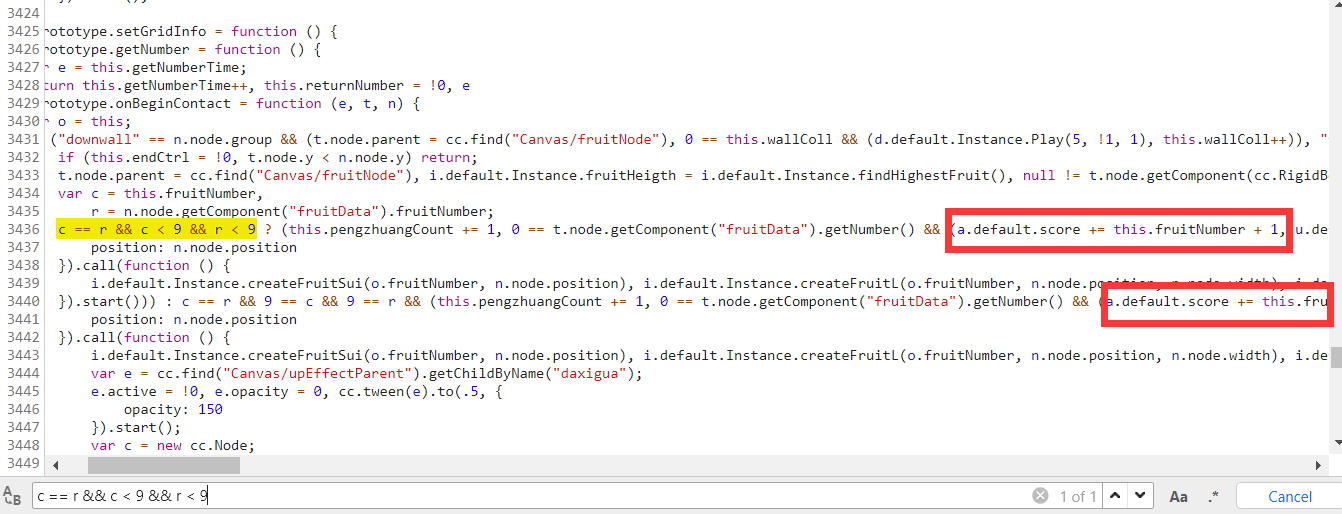 3424
3425 rototype.setGridInfo = function () {
3426 rototype.getNumber = function () {
3427 r e = this.getNumberTime;
3428 turn this.getNumberTime++, this.returnNumber = !0, e
3429 rototype.onBeginContact = function (e, t, n) {
3430 r o = this;
3431 ("downwall" == n.node.group && (t.node.parent = cc.find("Canvas/fruitNode"), 0 == this.wallColl && (d.default.Instance.Play(5, !1, 1), this.wallColl++)), "
3432 if (this.endCtrl = !0, t.node.y < n.node.y) return;
3433 t.node.parent = cc.find("Canvas/fruitNode"), i.default.Instance.fruitHeigth = i.default.Instance.findHighestFruit(), null != t.node.getComponent(cc.RigidB
3434 var c = this.fruitNumber,
3435 r = n.node.getComponent("fruitData").fruitNumber;
3436 c == r && c < 9 && r < 9 ? (this.pengzhuangCount += 1, 0 == t.node.getComponent("fruitData").getNumber() && (a.default.score += this.fruitNumber + 1, u.de
3437 position: n.node.position
3438 }).call(function () {
3439 i.default.Instance.createFruitSui(o.fruitNumber, n.node.position), i.default.Instance.createFruitL(o.fruitNumber, n.node.position, n.node.width), i.de
3440 }).start())) : c == r && 9 == c && 9 == r && (this.pengzhuangCount += 1, 0 == t.node.getComponent("fruitData").getNumber() && (a.default.score += this.fru
3441 position: n.node.position
3442 }).call(function () {
3443 i.default.Instance.createFruitSui(o.fruitNumber, n.node.position), i.default.Instance.createFruitL(o.fruitNumber, n.node.position, n.node.width), i.de
3444 var e = cc.find("Canvas/upEffectParent").getChildByName("daxigua");
3445 e.active = !0, e.opacity = 0, cc.tween(e).to(.5, {
3446 opacity: 150
3447 }).start();
3448 var c = new cc.Node;
3449
c == r && c < 9 && r < 9 1 of 1 Aa .* Cancel